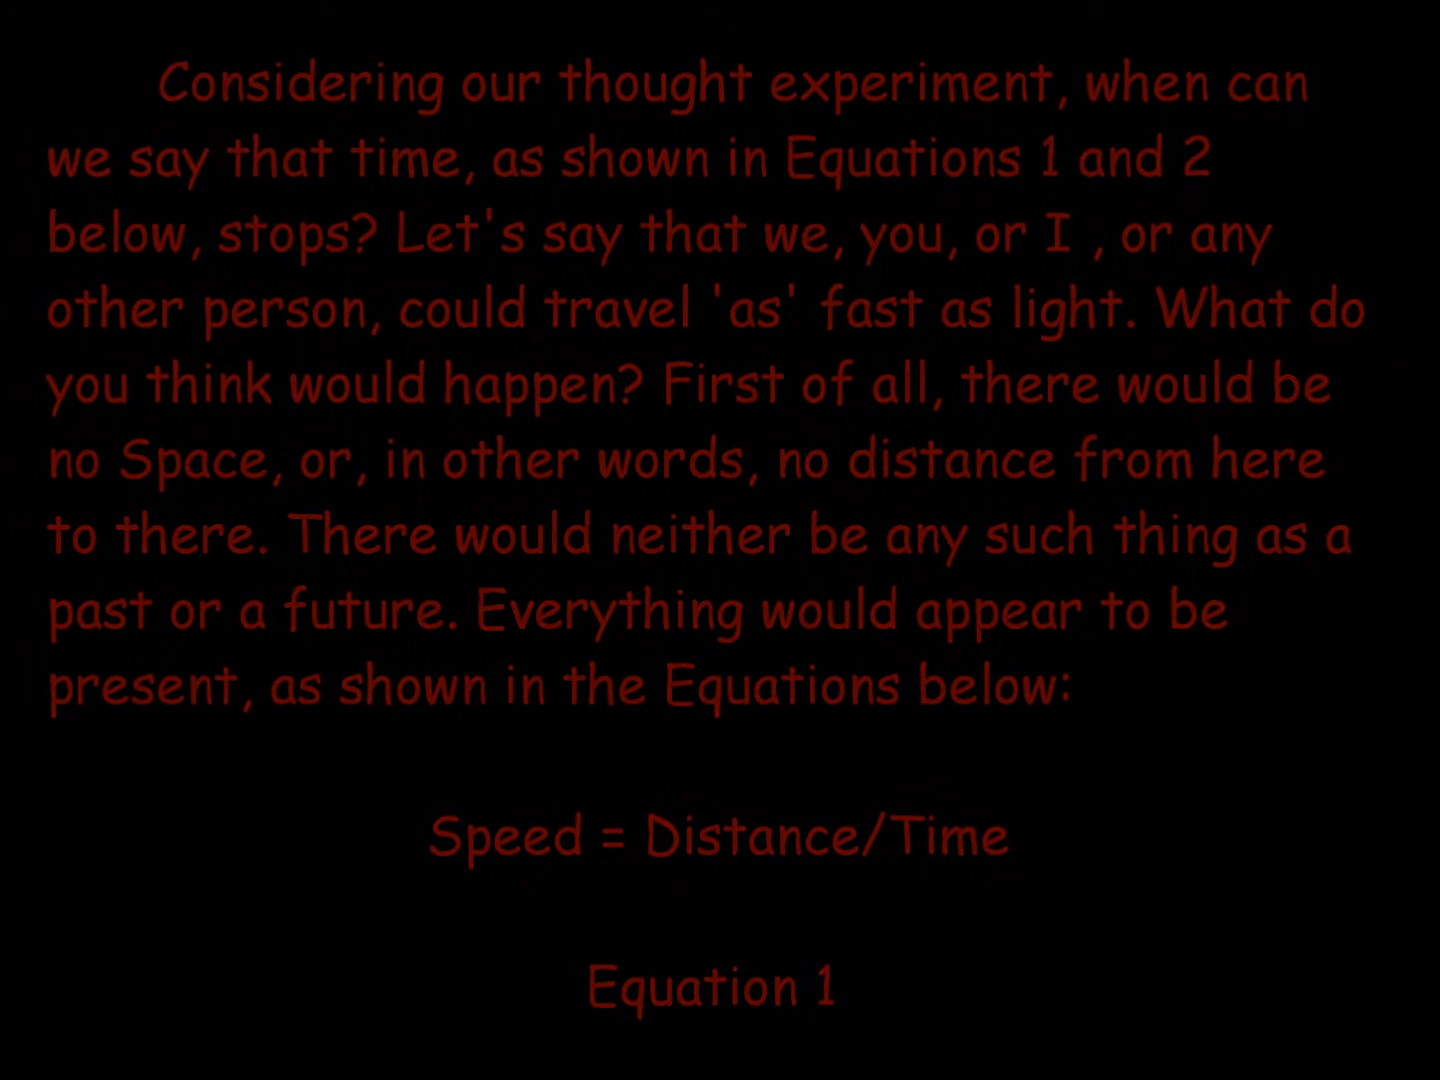 Considering our thought experiment, when can
we say that time, as shown in Equations 1 and 2
below, stops? Let's say that we, you, or I , or any
other person, could travel 'as' fast as light. What do
you think would happen? First of all, there would be
no Space, or, in other words, no distance from here
to there. There would neither be any such thing as a
past or a future. Everything would appear to be
present, as shown in the Equations below:
Speed = Distance/Time
Equation 1